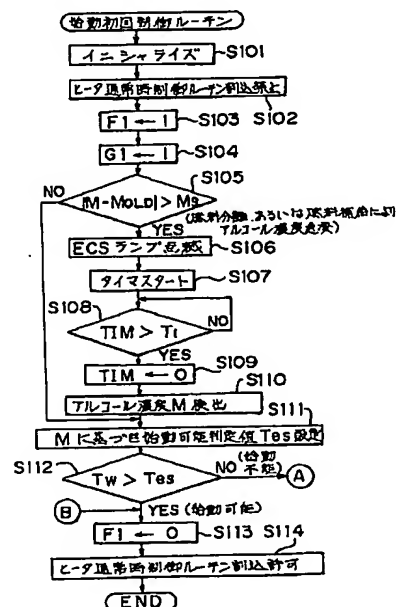 始動初回制御ルーチン
イニシャライズ
S101
ヒータ通常時制御ルーチン割込禁止
F1 ← 1
S103
S102
G1 ← 1
S104
S105
NO
|M-MOLD| > Ms
(燃料分離、あるいは燃料補給により
アルコール濃度急変)
YES
ECSランプ点滅
S106
タイマスタート
S107
S108
TIM > T1
NO
YES
S109
TIM ← 0
S110
アルコール濃度M検出
S111
Mに基づき始動可能判定値Tes設定
S112
Tw > Tes
NO
(始動
不能)
A
B
YES (始動可能)
F1 ← 0
S113
S114
ヒータ通常時制御ルーチン割込許可
END